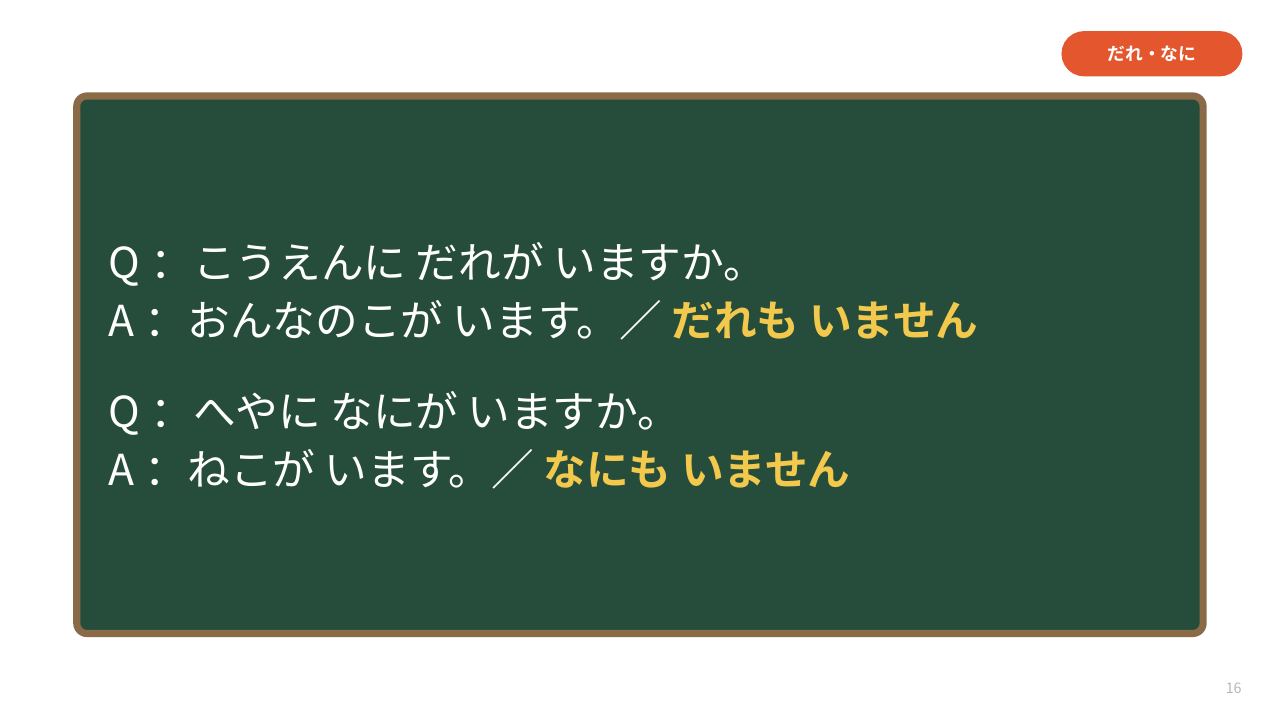 だれ・なに
Q： こうえんに だれが いますか。
A： おんなのこが います。／ だれも いません
Q： へやに なにが いますか。
A： ねこが います。／ なにも いません
16